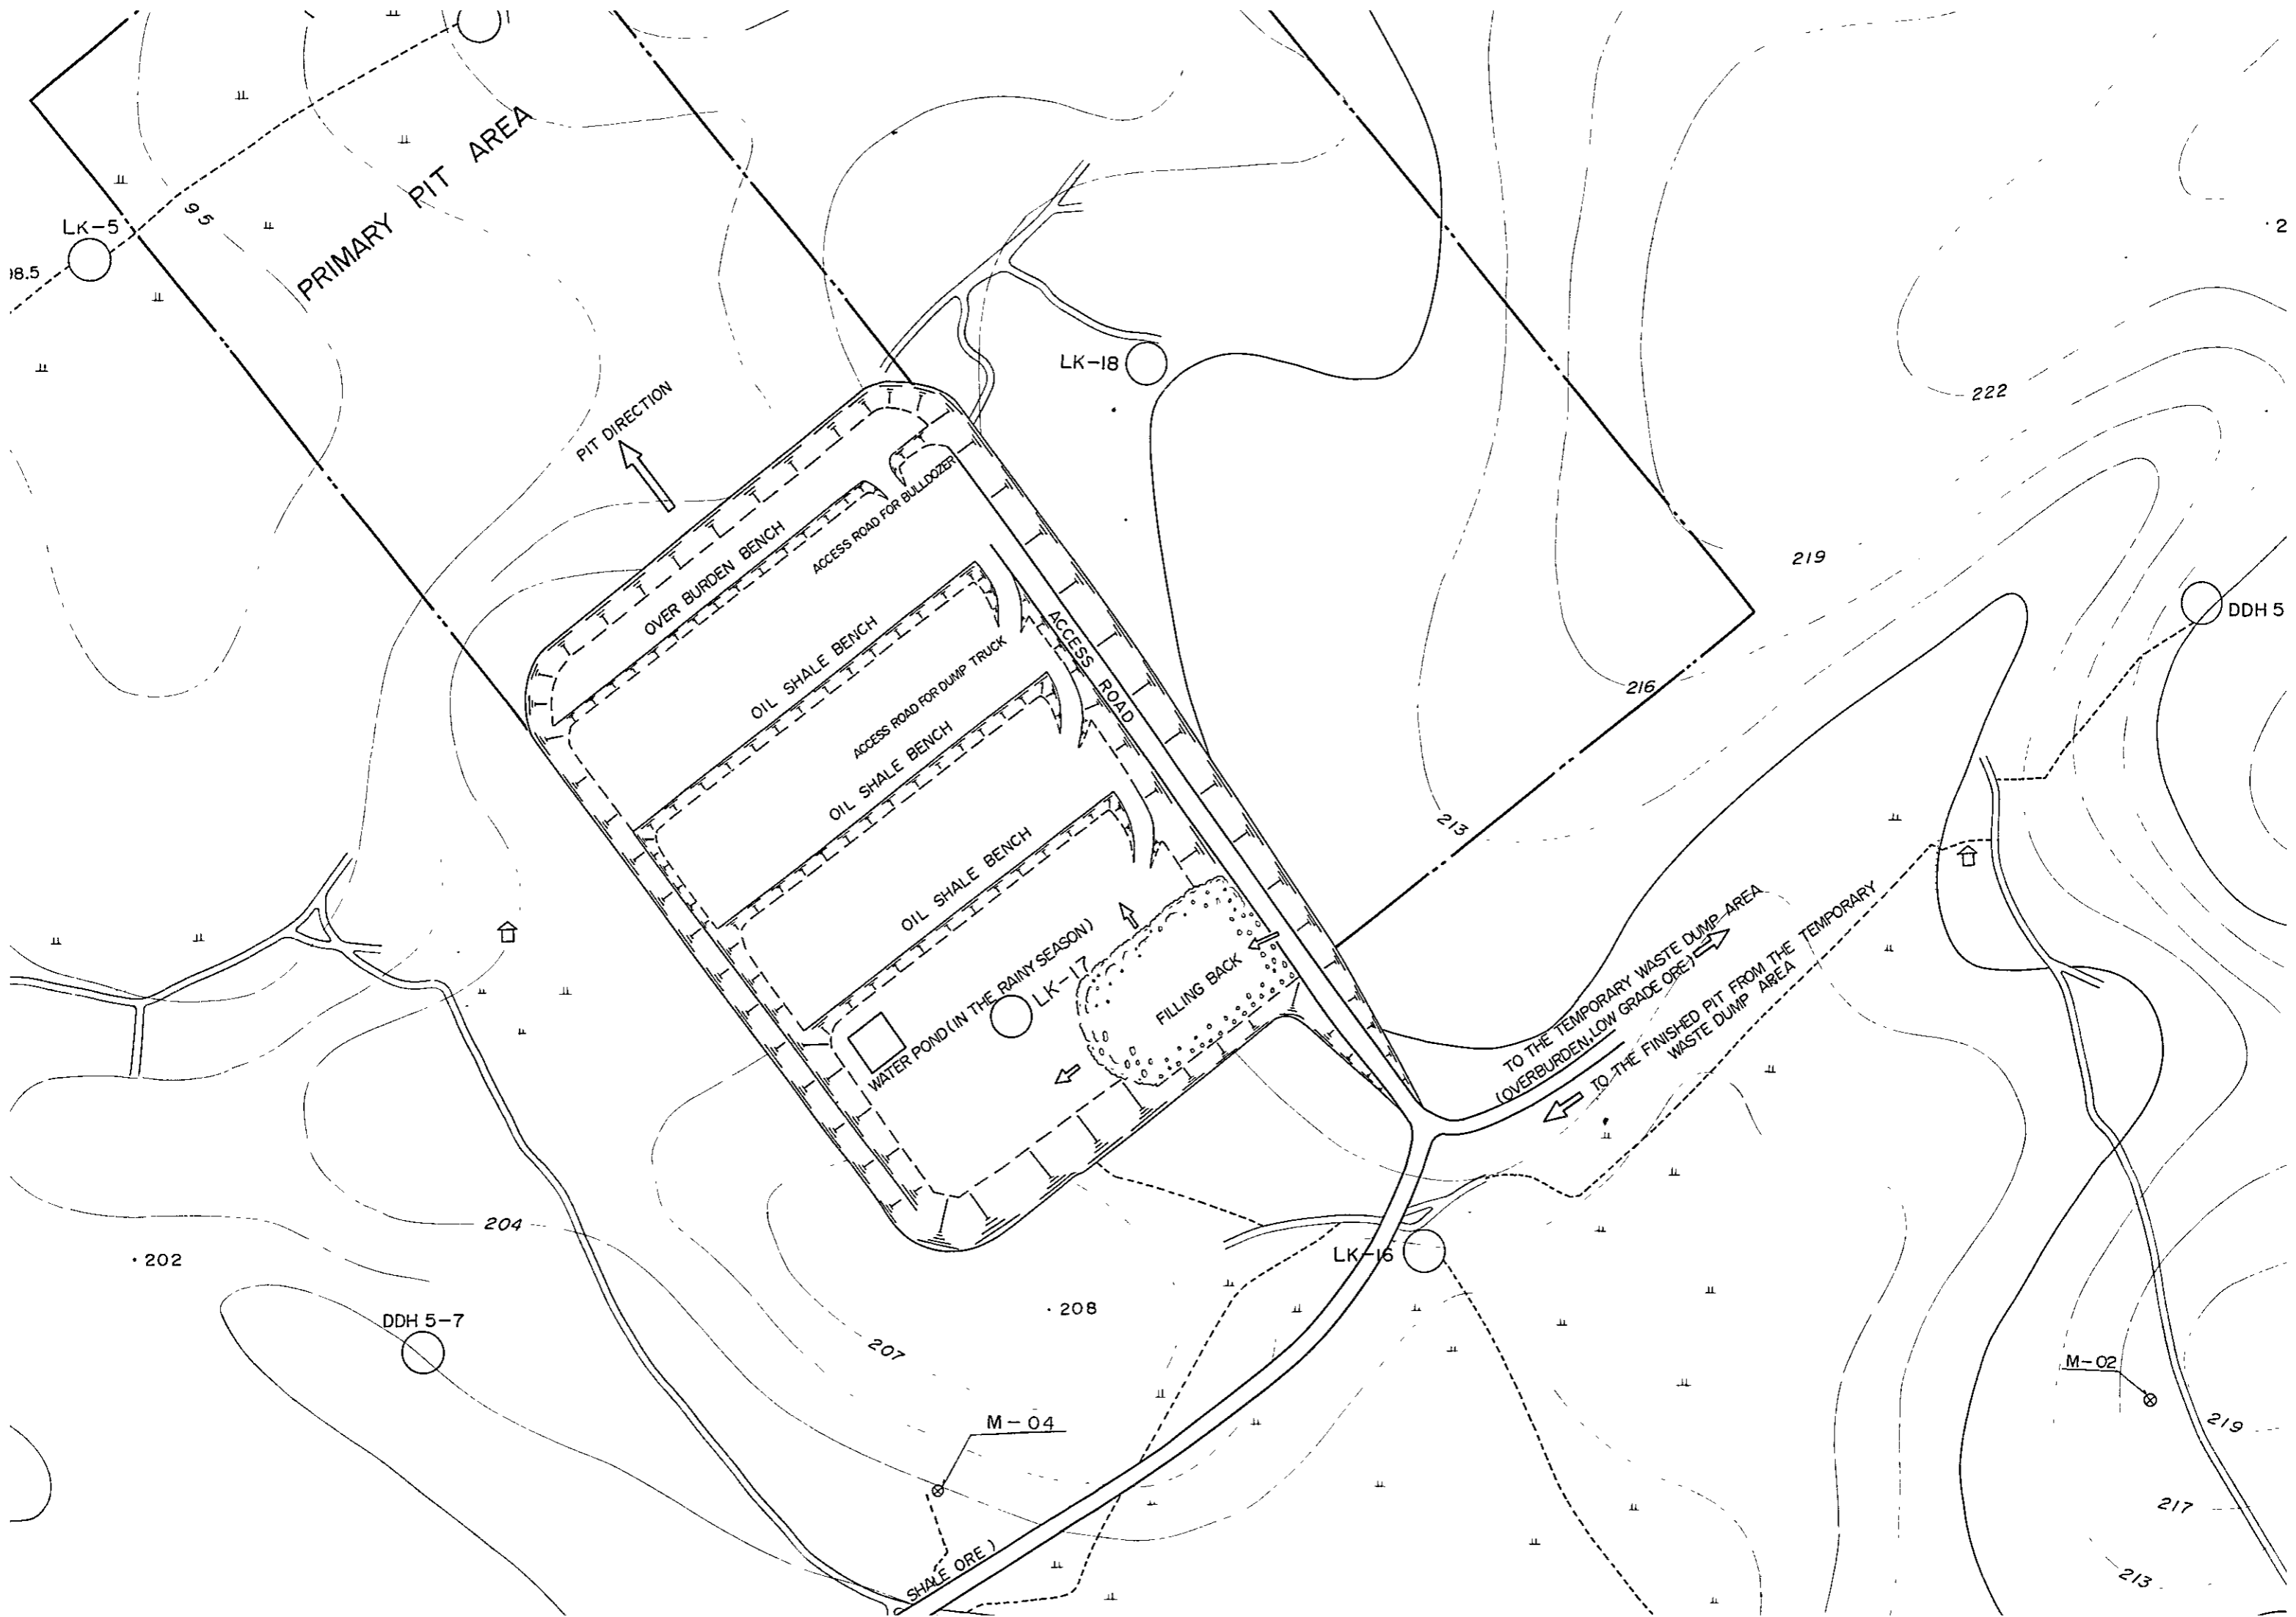 PRIMARY PIT AREA
95
LK-5
98.5
LK-18
222
PIT DIRECTION
OVER BURDEN BENCH
ACCESS ROAD FOR BULLDOZER
219
DDH 5
OIL SHALE BENCH
ACCESS ROAD FOR DUMP TRUCK
ACCESS ROAD
216
OIL SHALE BENCH
213
OIL SHALE BENCH
WATER POND (IN THE RAINY SEASON)
LK-17
FILLING BACK
TO THE TEMPORARY WASTE DUMP AREA
(OVERBURDEN, LOW GRADE ORE)
TO THE FINISHED PIT FROM THE TEMPORARY
WASTE DUMP AREA
204
202
LK-16
208
DDH 5-7
207
M-02
M-04
219
217
SHALE ORE)
213